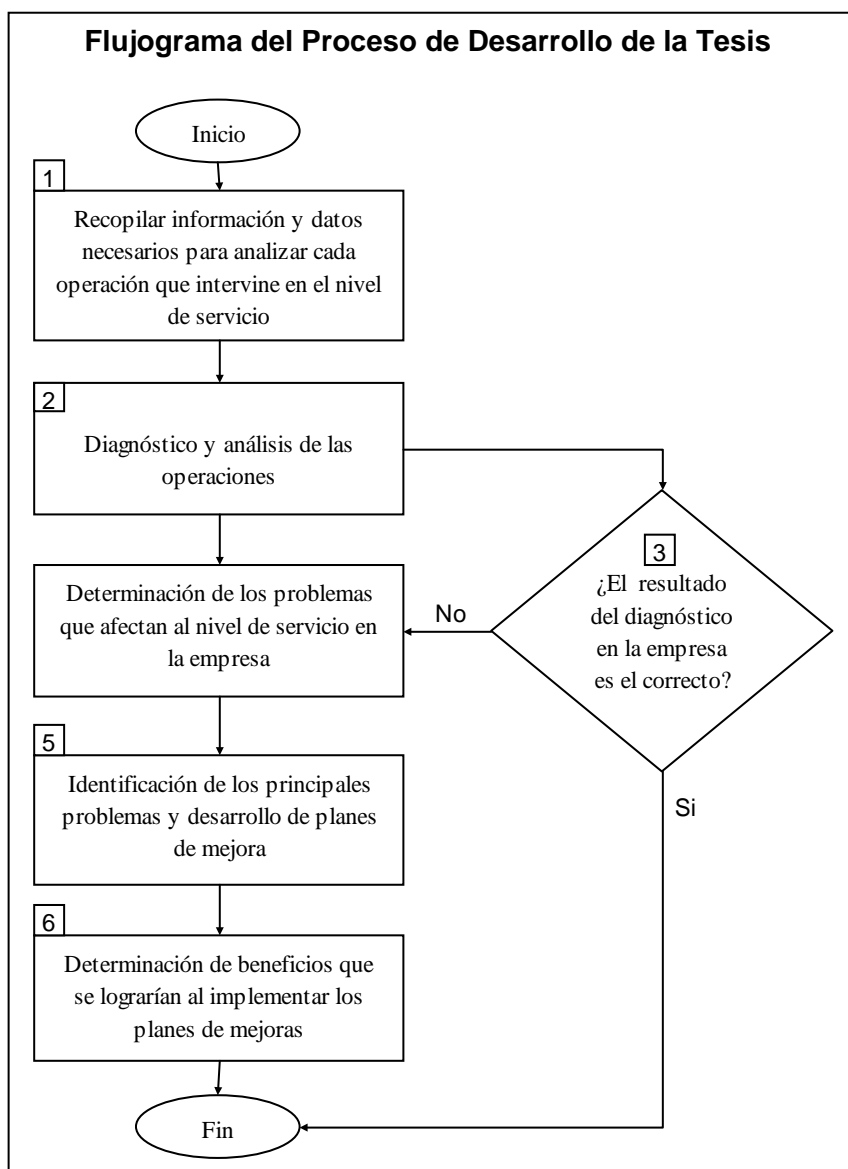 Flujograma del Proceso de Desarrollo de la Tesis
Inicio
1
Recopilar información y datos
necesarios para analizar cada
operación que intervine en el nivel
de servicio
2
Diagnóstico y análisis de las
operaciones
3
¿El resultado
del diagnóstico
en la empresa
es el correcto?
No
Si
Determinación de los problemas
que afectan al nivel de servicio en
la empresa
5
Identificación de los principales
problemas y desarrollo de planes
de mejora
6
Determinación de beneficios que
se lograrían al implementar los
planes de mejoras
Fin